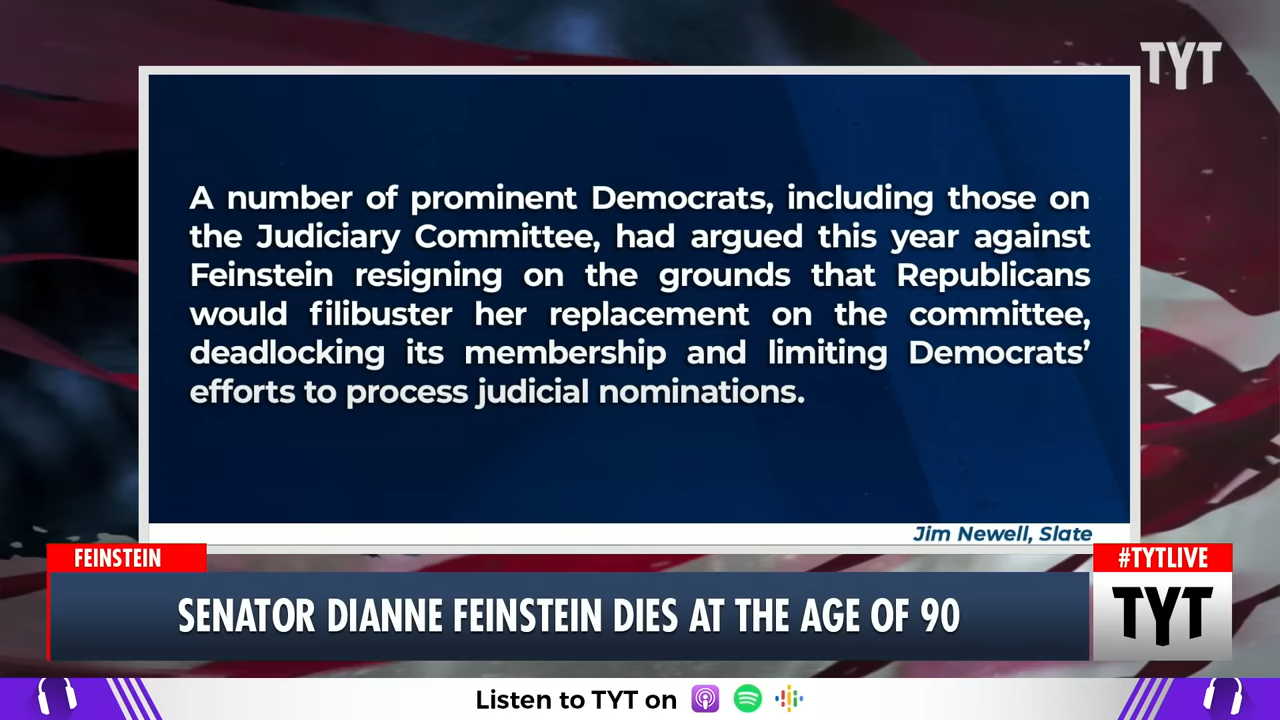 TYT
A number of prominent Democrats, including those on
the Judiciary Committee, had argued this year against
Feinstein resigning on the grounds that Republicans
would filibuster her replacement on the committee,
deadlocking its membership and limiting Democrats’
efforts to process judicial nominations.
Jim Newell, Slate
FEINSTEIN
#TYTLIVE
SENATOR DIANNE FEINSTEIN DIES AT THE AGE OF 90
TYT
Listen to TYT on